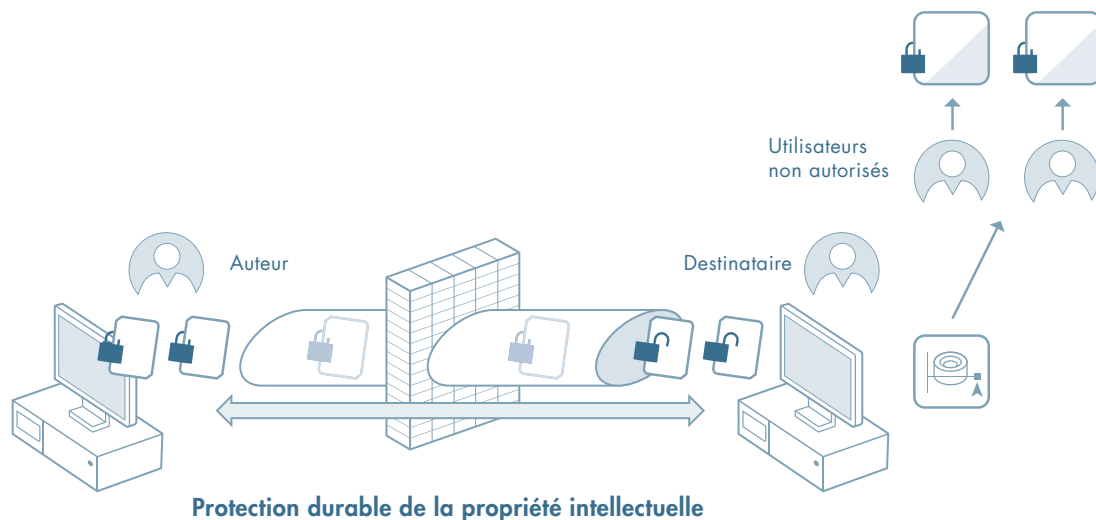 Utilisateurs
non autorisés
Auteur
Destinataire
Protection durable de la propriété intellectuelle